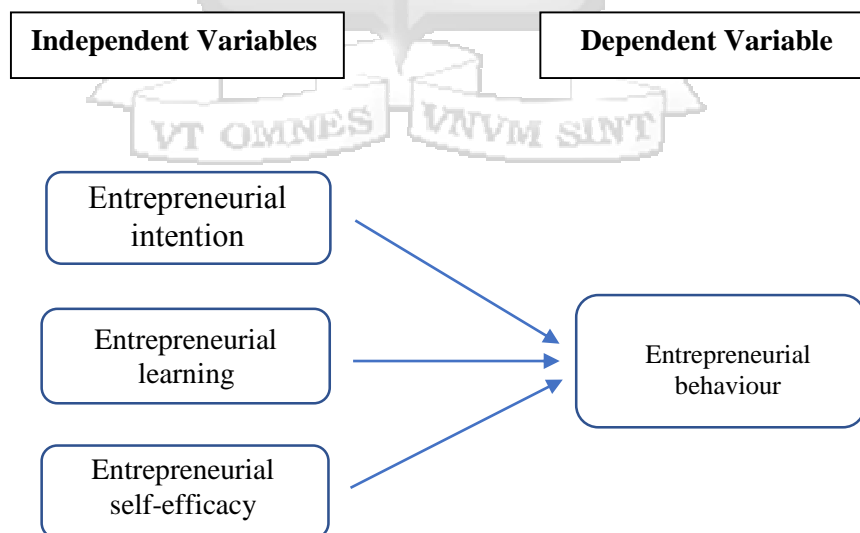 Independent Variables
Dependent Variable
VT OMNES VNVM SINT
Entrepreneurial
intention
Entrepreneurial
learning
Entrepreneurial
self-efficacy
Entrepreneurial
behaviour